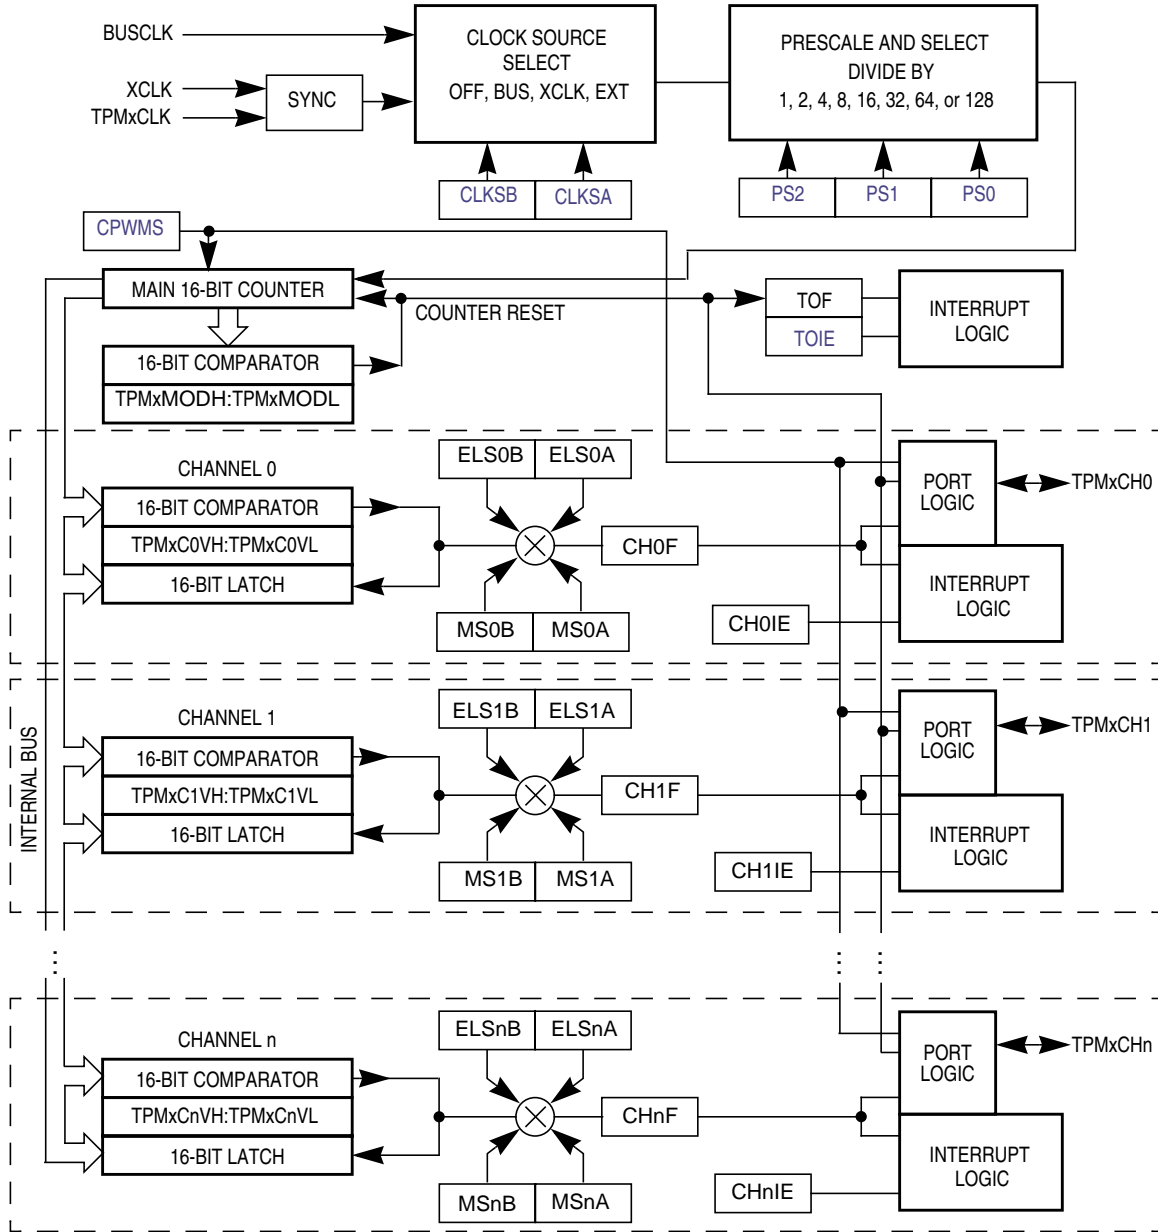 BUSCLK
XCLK
TPMxCLK
SYNC
CLOCK SOURCE
SELECT
OFF, BUS, XCLK, EXT
PRESCALE AND SELECT
DIVIDE BY
1, 2, 4, 8, 16, 32, 64, or 128
CLKSB
CLKSA
PS2
PS1
PS0
CPWMS
MAIN 16-BIT COUNTER
COUNTER RESET
TOF
TOIE
INTERRUPT
LOGIC
16-BIT COMPARATOR
TPMxMODH:TPMxMODL
INTERNAL BUS
CHANNEL 0
16-BIT COMPARATOR
TPMxC0VH:TPMxC0VL
16-BIT LATCH
ELS0B
ELS0A
MS0B
MS0A
CH0F
CH0IE
PORT
LOGIC
TPMxCH0
INTERRUPT
LOGIC
CHANNEL 1
16-BIT COMPARATOR
TPMxC1VH:TPMxC1VL
16-BIT LATCH
ELS1B
ELS1A
MS1B
MS1A
CH1F
CH1IE
PORT
LOGIC
TPMxCH1
INTERRUPT
LOGIC
...
...
...
CHANNEL n
16-BIT COMPARATOR
TPMxCnVH:TPMxCnVL
16-BIT LATCH
ELSnB
ELSnA
MSnB
MSnA
CHnF
CHnIE
PORT
LOGIC
TPMxCHn
INTERRUPT
LOGIC